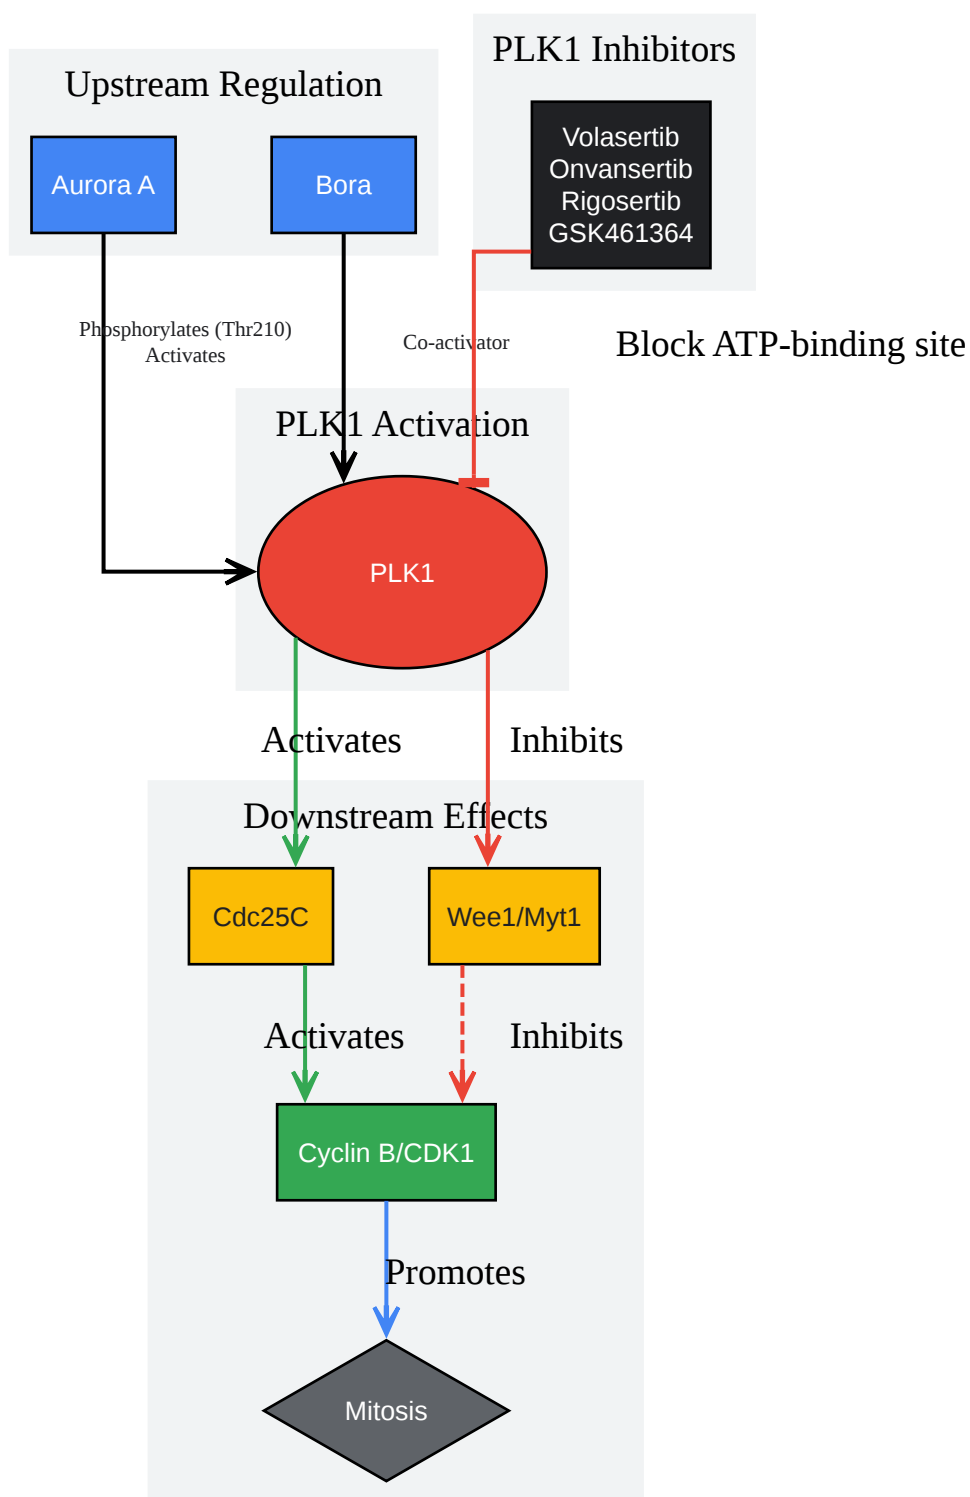 PLK1 Inhibitors
Upstream Regulation
Volasertib
Onvansertib
Rigosertib
GSK461364
Aurora A
Bora
Phosphorylates (Thr210)
Activates
Co-activator
Block ATP-binding site
PLK1 Activation
PLK1
Activates
Inhibits
Downstream Effects
Cdc25C
Wee1/Myt1
Activates
Inhibits
Cyclin B/CDK1
Promotes
Mitosis